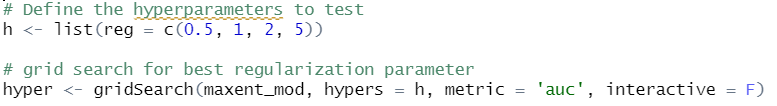 # Define the hyperparameters to test
h <- list(reg = c(0.5, 1, 2, 5))
# grid search for best regularization parameter
hyper <- gridSearch(maxent_mod, hypers = h, metric = 'auc', interactive = F)